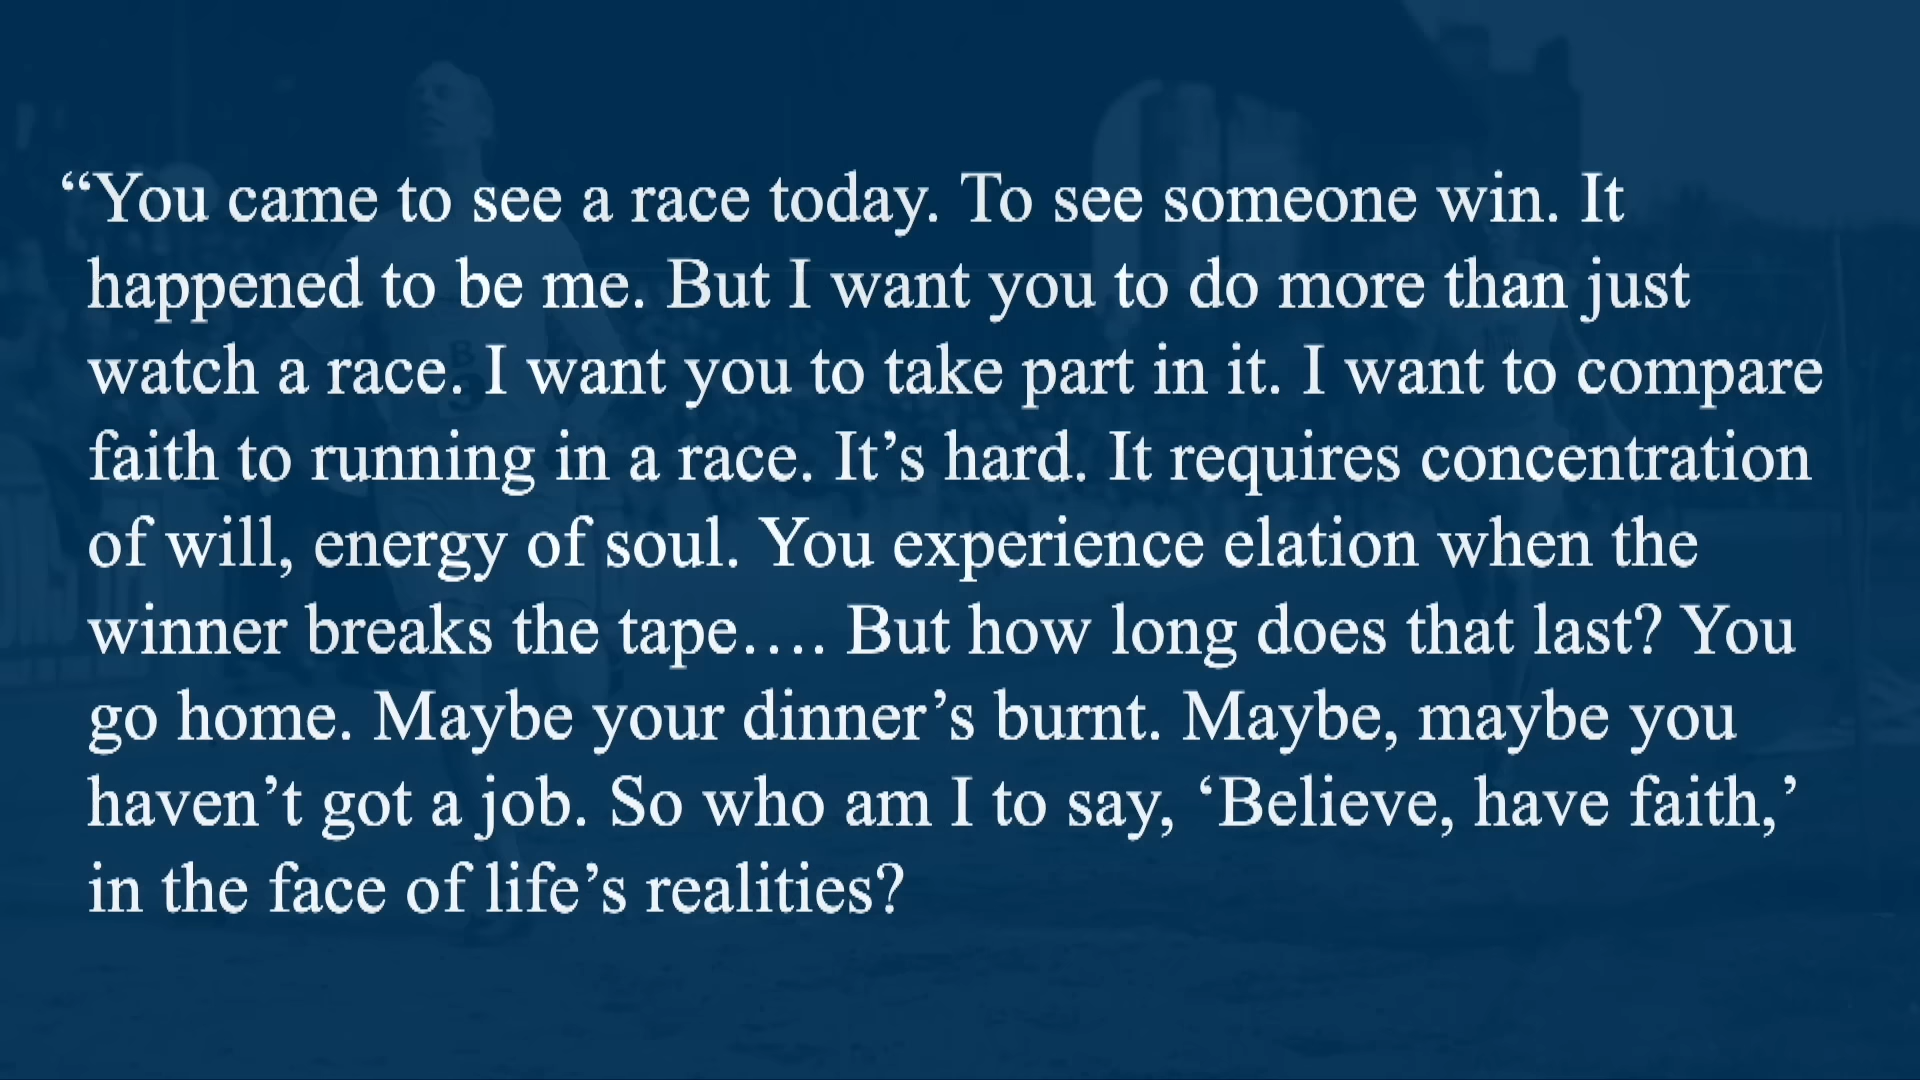 “You came to see a race today. To see someone win. It
happened to be me. But I want you to do more than just
watch a race. I want you to take part in it. I want to compare
faith to running in a race. It’s hard. It requires concentration
of will, energy of soul. You experience elation when the
winner breaks the tape…. But how long does that last? You
go home. Maybe your dinner’s burnt. Maybe, maybe you
haven’t got a job. So who am I to say, ‘Believe, have faith,’
in the face of life’s realities?